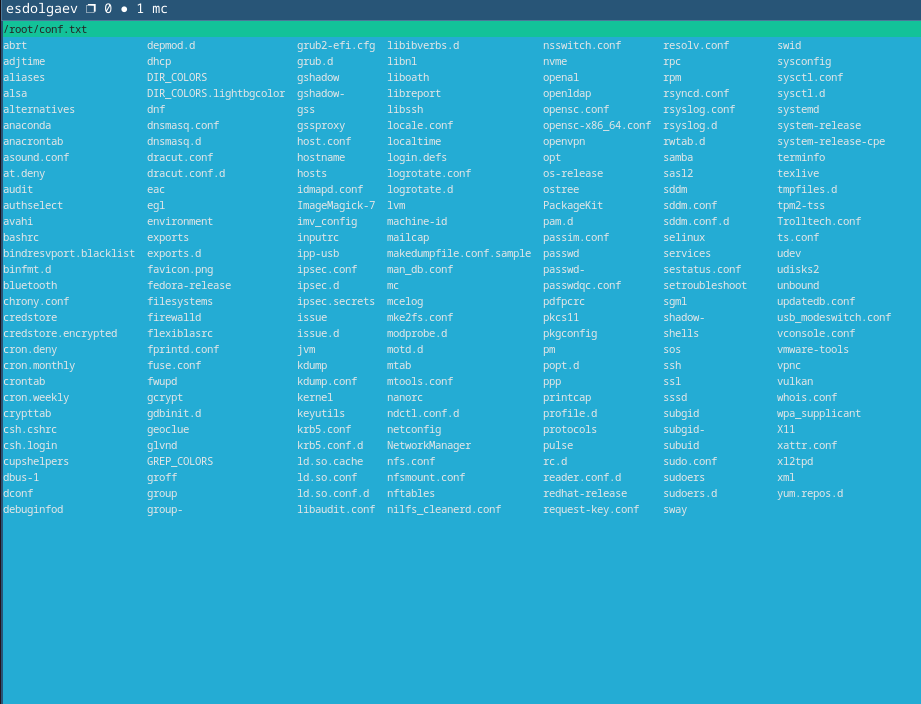 esdolgaev ❐ 0 ● 1 mc
/root/conf.txt
abrt depmod.d grub2-efi.cfg libibverbs.d nsswitch.conf resolv.conf swid
adjtime dhcp grub.d libnl nvme rpc sysconfig
aliases DIR_COLORS gshadow liboath openal rpm sysctl.conf
alsa DIR_COLORS.lightbgcolor gshadow- libreport openldap rsyncd.conf sysctl.d
alternatives dnf gss libssh opensc.conf rsyslog.conf systemd
anaconda dnsmasq.conf gssproxy locale.conf opensc-x86_64.conf rsyslog.d system-release
anacrontab dnsmasq.d host.conf localtime openvpn rwtab.d system-release-cpe
asound.conf dracut.conf hostname login.defs opt samba terminfo
at.deny dracut.conf.d hosts logrotate.conf os-release sasl2 texlive
audit eac idmapd.conf logrotate.d ostree sddm tmpfiles.d
authselect egl ImageMagick-7 lvm PackageKit sddm.conf tpm2-tss
avahi environment imv_config machine-id pam.d sddm.conf.d Trolltech.conf
bashrc exports inputrc mailcap passim.conf selinux ts.conf
bindresvport.blacklist exports.d ipp-usb makedumpfile.conf.sample passwd services udev
binfmt.d favicon.png ipsec.conf man_db.conf passwd- sestatus.conf udisks2
bluetooth fedora-release ipsec.d mc passwdqc.conf setroubleshoot unbound
chrony.conf filesystems ipsec.secrets mcelog pdfpcrc sgml updatedb.conf
credstore firewalld issue mke2fs.conf pkcs11 shadow- usb_modeswitch.conf
credstore.encrypted flexiblasrc issue.d modprobe.d pkgconfig shells vconsole.conf
cron.deny fprintd.conf jvm motd.d pm sos vmware-tools
cron.monthly fuse.conf kdump mtab popt.d ssh vpnc
crontab fwupd kdump.conf mtools.conf ppp ssl vulkan
cron.weekly gcrypt kernel nanorc printcap sssd whois.conf
crypttab gdbinit.d keyutils ndctl.conf.d profile.d subgid wpa_supplicant
csh.cshrc geoclue krb5.conf netconfig protocols subgid- X11
csh.login glvnd krb5.conf.d NetworkManager pulse subuid xattr.conf
cupshelpers GREP_COLORS ld.so.cache nfs.conf rc.d sudo.conf xl2tpd
dbus-1 groff ld.so.conf nfsmount.conf reader.conf.d sudoers xml
dconf group ld.so.conf.d nftables redhat-release sudoers.d yum.repos.d
debuginfod group- libaudit.conf nilfs_cleanerd.conf request-key.conf sway